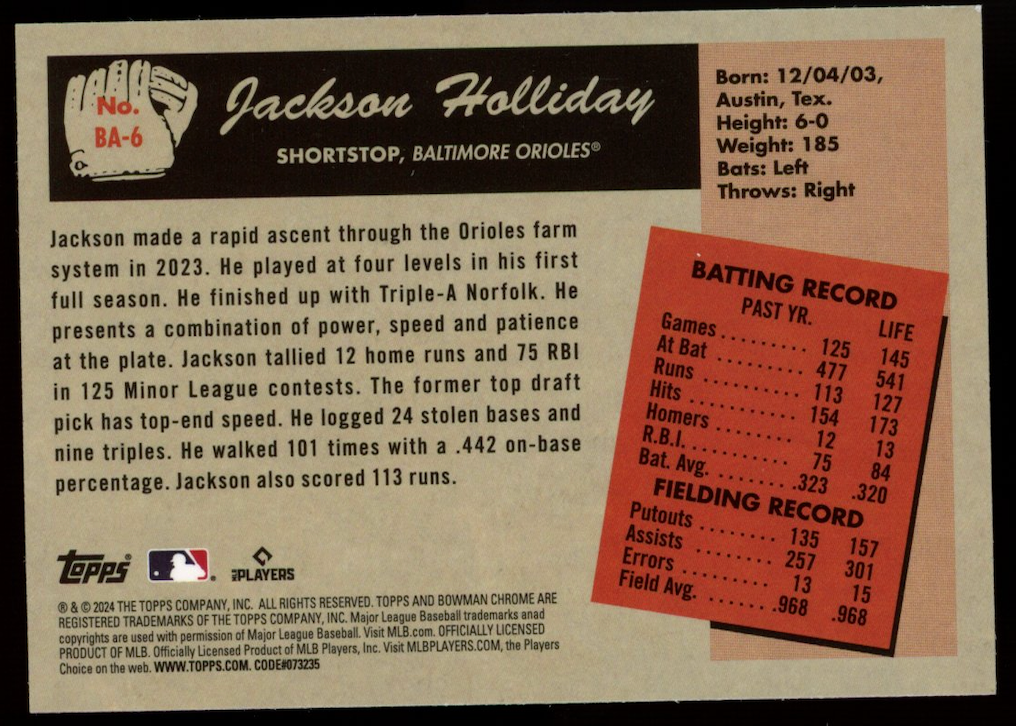 No.
BA-6
Jackson Holliday
SHORTSTOP, BALTIMORE ORIOLES®
Born: 12/04/03,
Austin, Tex.
Height: 6-0
Weight: 185
Bats: Left
Throws: Right
Jackson made a rapid ascent through the Orioles farm
system in 2023. He played at four levels in his first
full season. He finished up with Triple-A Norfolk. He
presents a combination of power, speed and patience
at the plate. Jackson tallied 12 home runs and 75 RBI
in 125 Minor League contests. The former top draft
pick has top-end speed. He logged 24 stolen bases and
nine triples. He walked 101 times with a .442 on-base
percentage. Jackson also scored 113 runs.
BATTING RECORD
PAST YR. LIFE
Games ......... 125 145
At Bat ......... 477 541
Runs ......... 113 127
Hits ......... 154 173
Homers ......... 12 13
R.B.I. ......... 75 84
Bat. Avg. ......... .323 .320
FIELDING RECORD
Putouts ....... 135 157
Assists ....... 257 301
Errors ......... 13 15
Field Avg. ....... .968 .968
Topps®
MLB PLAYERS
® & © 2024 THE TOPPS COMPANY, INC. ALL RIGHTS RESERVED. TOPPS AND BOWMAN CHROME ARE
REGISTERED TRADEMARKS OF THE TOPPS COMPANY, INC. Major League Baseball trademarks anad
copyrights are used with permission of Major League Baseball. Visit MLB.com. OFFICIALLY LICENSED
PRODUCT OF MLB. Officially Licensed Product of MLB Players, Inc. Visit MLBPLAYERS.COM, the Players
Choice on the web. WWW.TOPPS.COM. CODE#073235